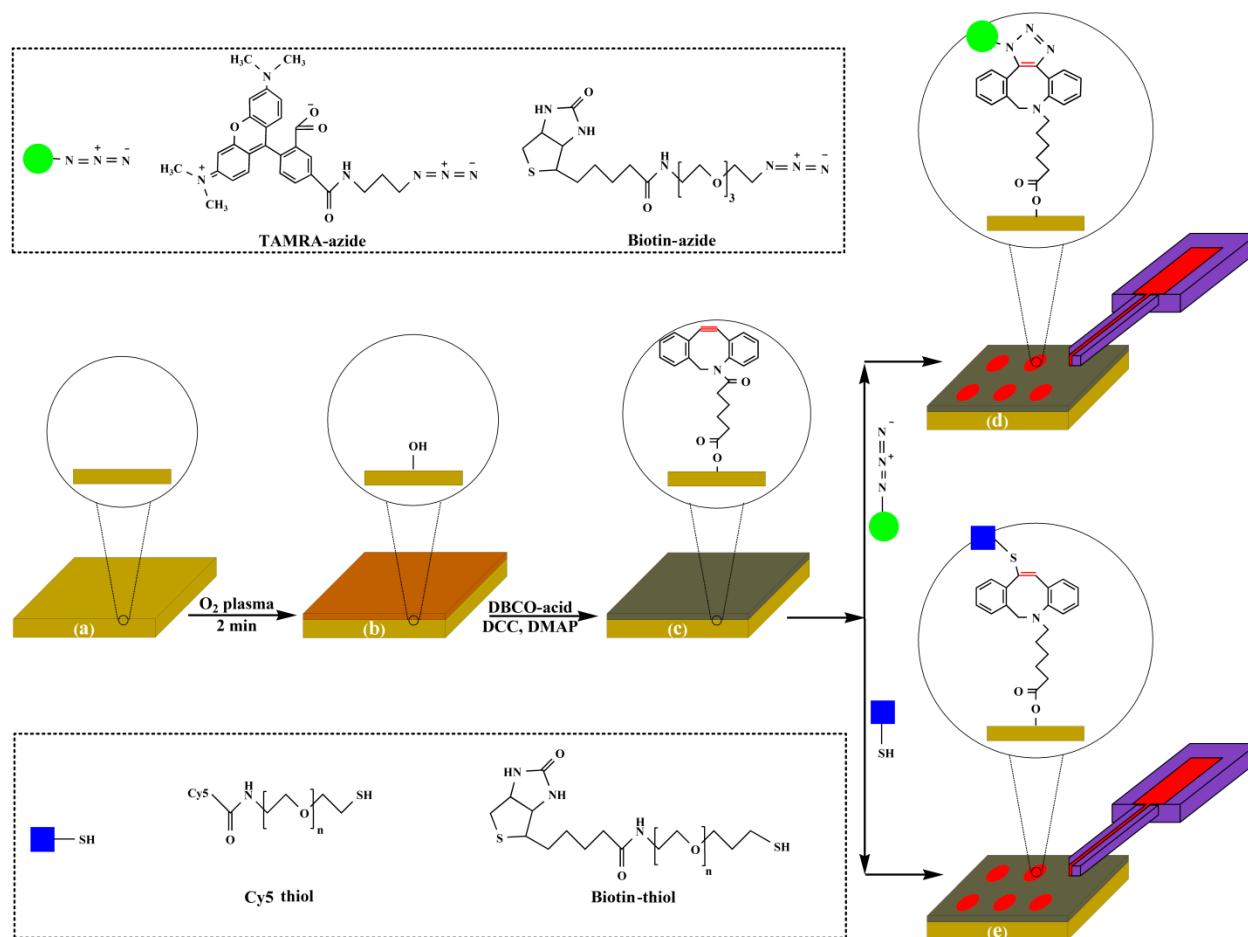 H₃C
CH₃
N
O
O
O
H₃C
N
+
CH₃
H
N
O
N=N=N
+ −
TAMRA-azide
N=N=N
+ −
O
HN
NH
S
O
H
N
O
3
N=N=N
+ −
Biotin-azide
N
N
N
N
O
O
(d)
OH
N
O
O
O
(a)
O₂ plasma
2 min
(b)
DBCO-acid
DCC, DMAP
(c)
N=N=N
+ −
S
N
O
O
SH
(e)
SH
Cy5
O
H
N
O
n
SH
Cy5 thiol
O
HN
NH
S
O
H
N
O
n
SH
Biotin-thiol